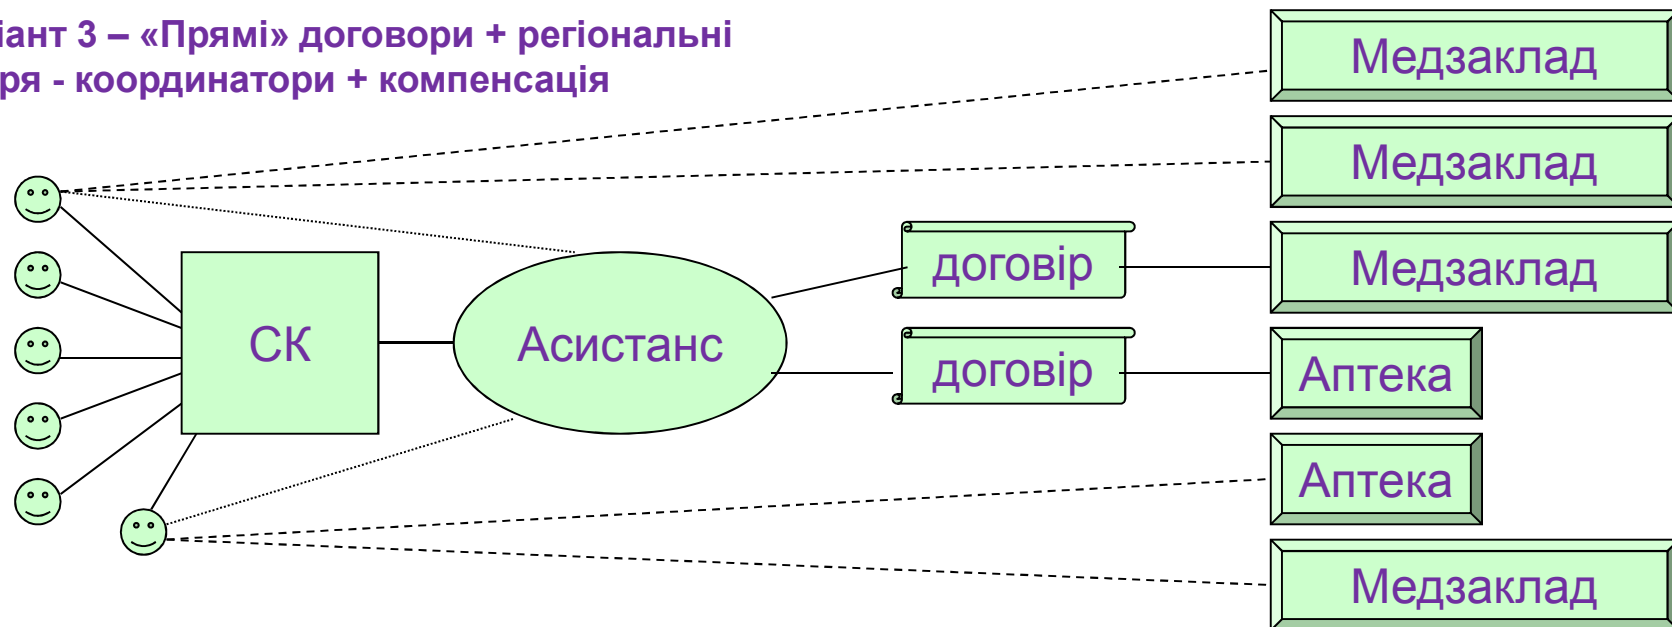 іант 3 – «Прямі» договори + регіональні
ря - координатори + компенсація
Медзаклад
Медзаклад
договір
Медзаклад
СК
Асистанс
договір
Аптека
Аптека
Медзаклад